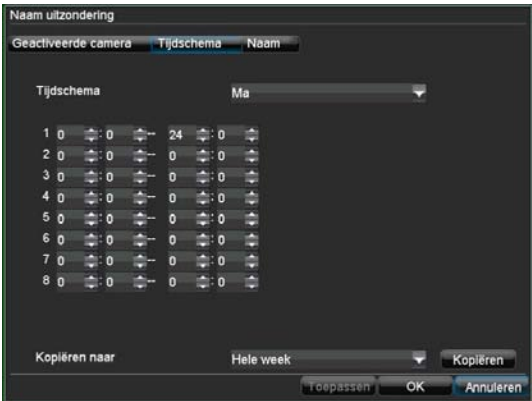 Naam uitzondering
Geactiveerde camera Tijdschema Naam
Tijdschema Ma
1 0 : 0 -- 24 : 0
2 0 : 0 -- 0 : 0
3 0 : 0 -- 0 : 0
4 0 : 0 -- 0 : 0
5 0 : 0 -- 0 : 0
6 0 : 0 -- 0 : 0
7 0 : 0 -- 0 : 0
8 0 : 0 -- 0 : 0
Kopiëren naar Hele week Kopiëren
Toepassen OK Annuleren